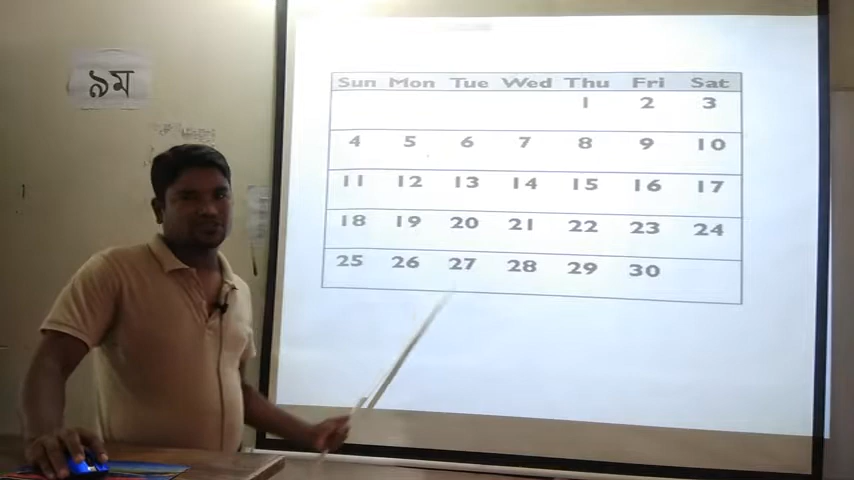 ৯ম
Sun Mon Tue Wed Thu Fri Sat
1 2 3
4 5 6 7 8 9 10
11 12 13 14 15 16 17
18 19 20 21 22 23 24
25 26 27 28 29 30